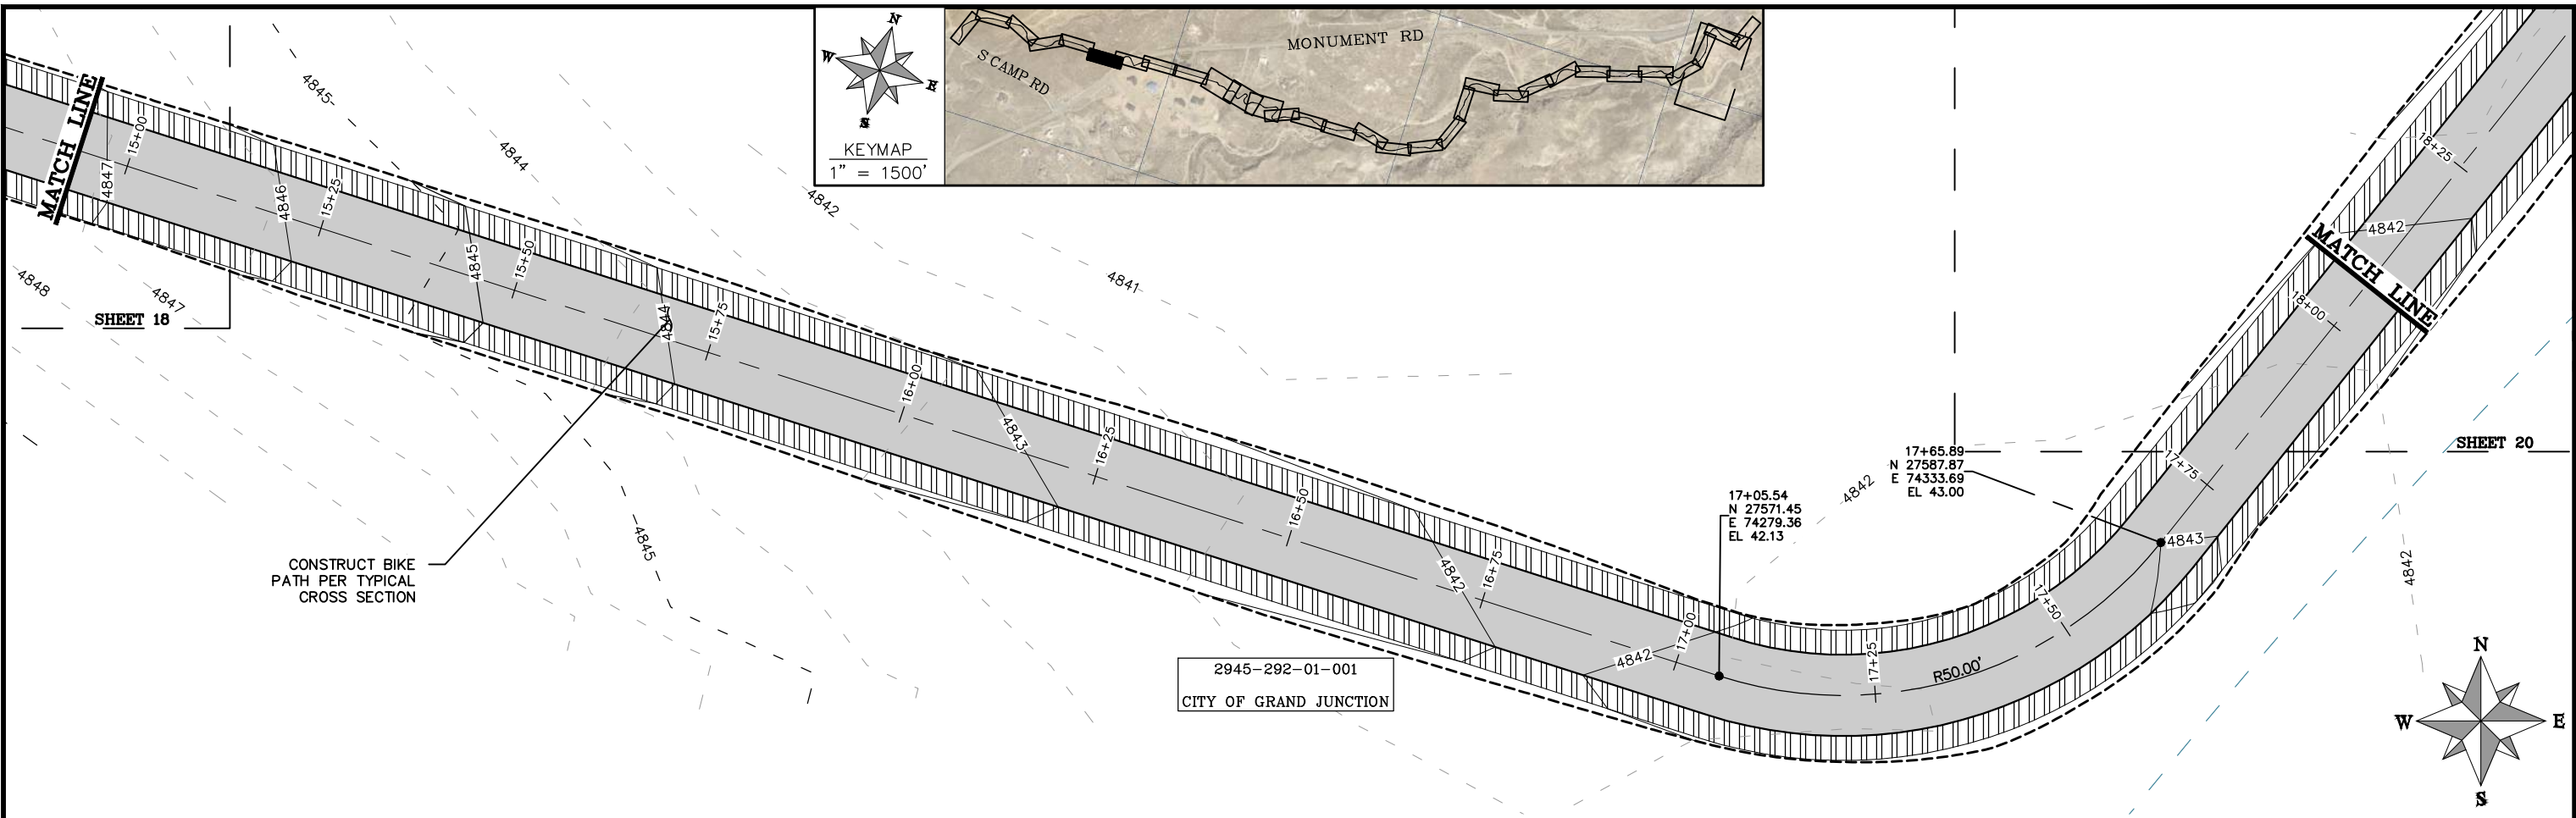 N
W
E
S
KEYMAP
1" = 1500'
S CAMP RD
MONUMENT RD
MATCH LINE
15+00
4847
4846
15+25
4845-
4844
4842
4841
4845
15+50
4844
15+75
16+00
4843
16+25
16+50
4842
16+75
4848
4847
SHEET 18
4845
CONSTRUCT BIKE
PATH PER TYPICAL
CROSS SECTION
2945-292-01-001
CITY OF GRAND JUNCTION
4842
17+00
17+05.54
N 27571.45
E 74279.36
EL 42.13
17+25
R50.00'
17+50
4842
17+65.89
N 27587.87
E 74333.69
EL 43.00
4843
17+75
18+00
MATCH LINE
4842
18+25
SHEET 20
4842
N
W
E
S